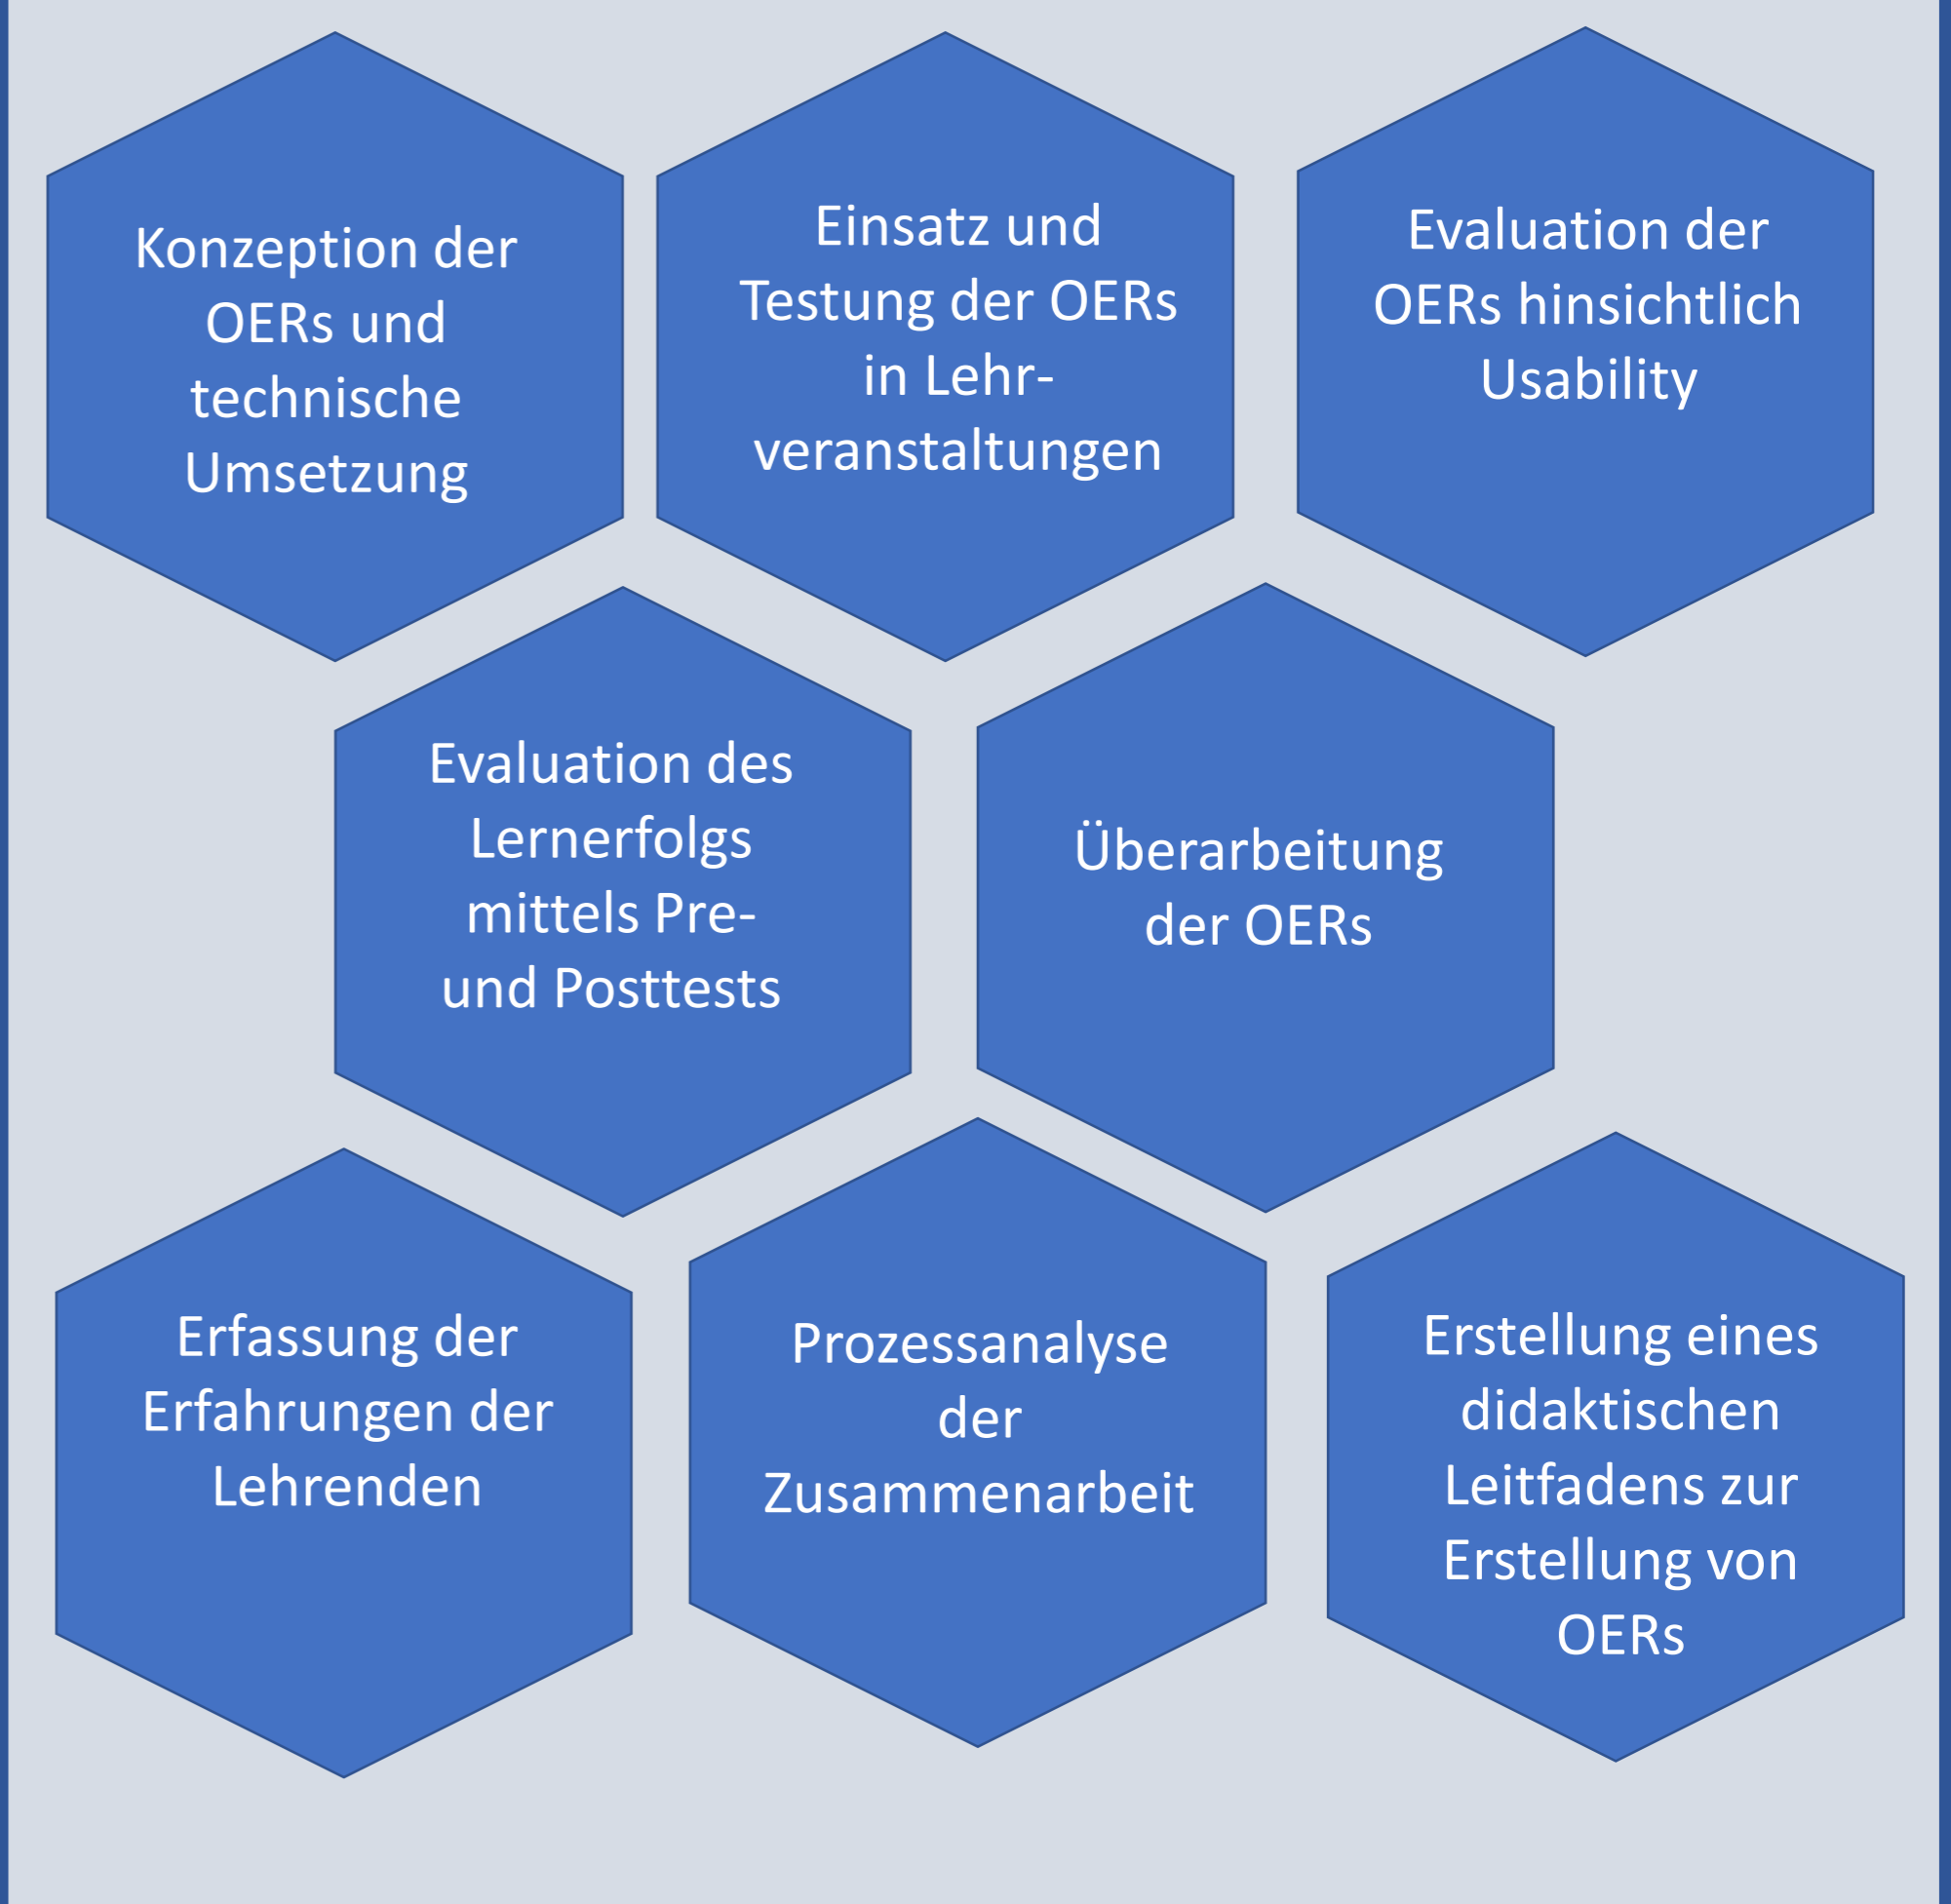 Konzeption der
OERs und
technische
Umsetzung
Einsatz und
Testung der OERs
in Lehr-
veranstaltungen
Evaluation der
OERs hinsichtlich
Usability
Evaluation des
Lernerfolgs
mittels Pre-
und Posttests
Überarbeitung
der OERs
Erfassung der
Erfahrungen der
Lehrenden
Prozessanalyse
der
Zusammenarbeit
Erstellung eines
didaktischen
Leitfadens zur
Erstellung von
OERs